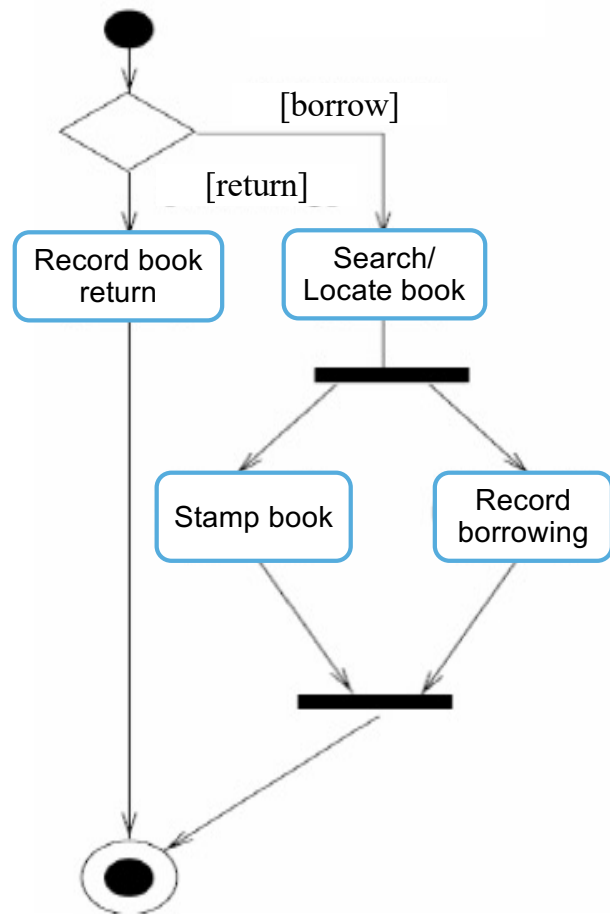 [borrow]
[return]
Record book
return
Search/
Locate book
Stamp book
Record
borrowing